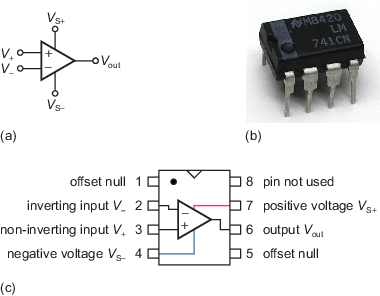 V_S+
V_+
V_−
+
−
V_out
V_S−
(a)
M8420
LM
741CN
(b)
offset null 1
8 pin not used
inverting input V_− 2
7 positive voltage V_S+
non-inverting input V_+ 3
6 output V_out
negative voltage V_S− 4
5 offset null
−
+
(c)